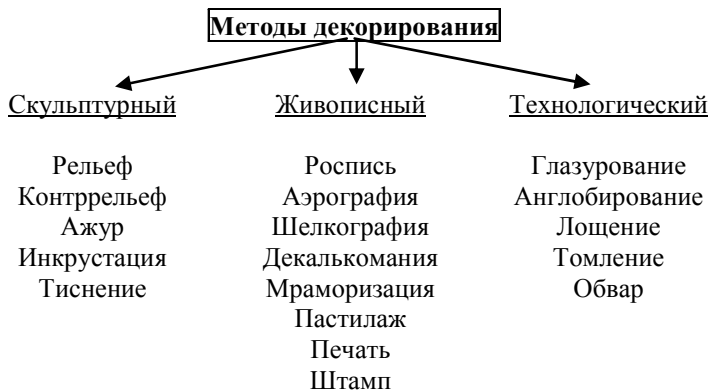 Методы декорирования
Скульптурный Живописный Технологический
Рельеф Роспись Глазурование
Контррельеф Аэрография Англобирование
Ажур Шелкография Лощение
Инкрустация Декалькомания Томление
Тиснение Мраморизация Обвар
Пастилаж
Печать
Штамп